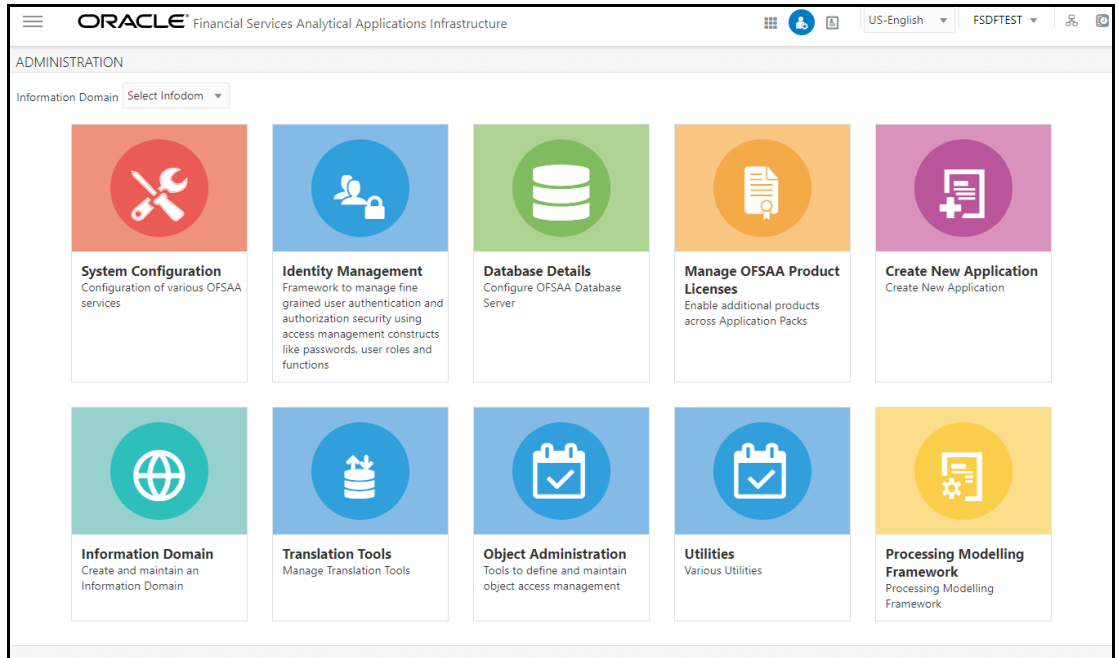 ORACLE® Financial Services Analytical Applications Infrastructure
US-English
FSDFTEST
ADMINISTRATION
Information Domain Select Infodom
System Configuration
Configuration of various OFSAA
services
Identity Management
Framework to manage fine
grained user authentication and
authorization security using
access management constructs
like passwords, user roles and
functions
Database Details
Configure OFSAA Database
Server
Manage OFSAA Product
Licenses
Enable additional products
across Application Packs
Create New Application
Create New Application
Information Domain
Create and maintain an
Information Domain
Translation Tools
Manage Translation Tools
Object Administration
Tools to define and maintain
object access management
Utilities
Various Utilities
Processing Modelling
Framework
Processing Modelling
Framework